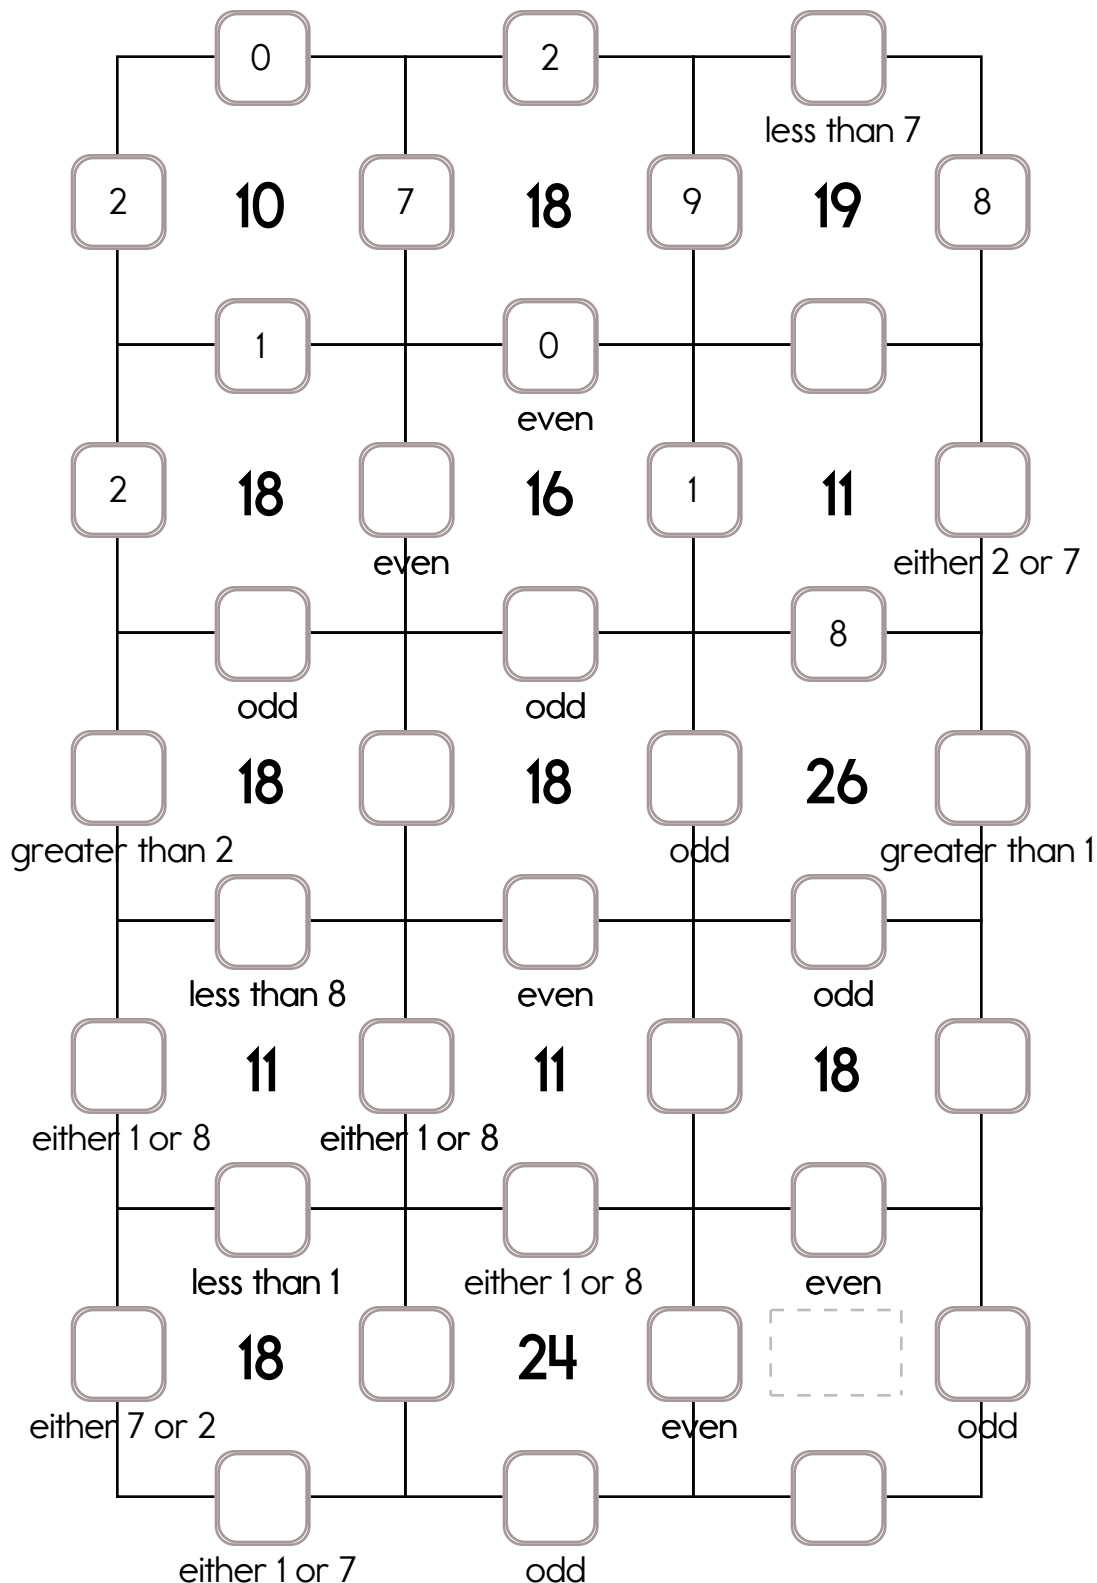 0 2
less than 7
2 10 7 18 9 19 8
1 0
even
2 18 16 1 11
even either 2 or 7
8
odd odd
18 18 26
greater than 2 odd greater than 1
less than 8 even odd
11 11 18
either 1 or 8 either 1 or 8
less than 1 either 1 or 8 even
18 24
either 7 or 2 even odd
either 1 or 7 odd